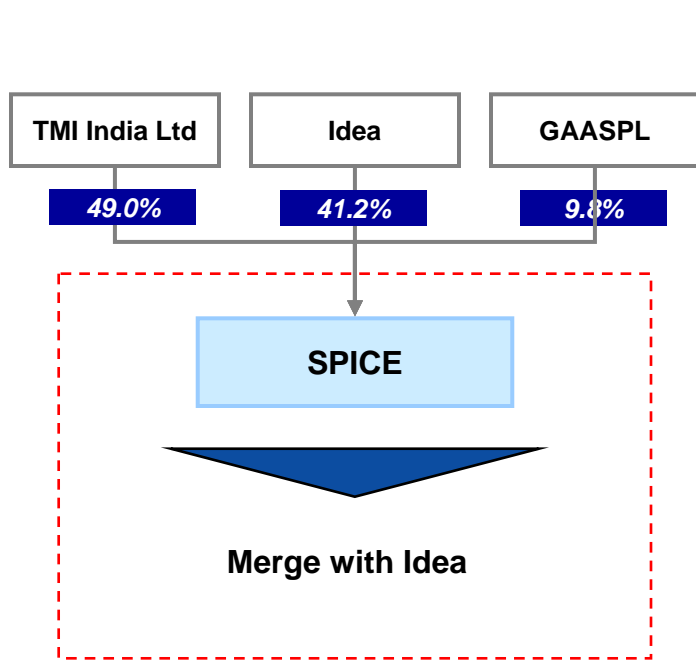 TMI India Ltd
Idea
GAASPL
49.0%
41.2%
9.8%
SPICE
Merge with Idea